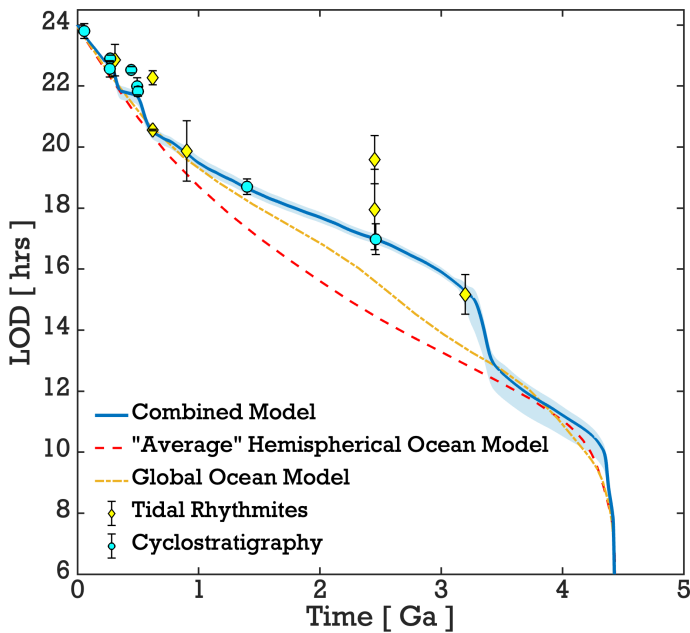 24
22
20
18
16
14
12
10
8
6
LOD [ hrs ]
Combined Model
"Average" Hemispherical Ocean Model
Global Ocean Model
Tidal Rhythmites
Cyclostratigraphy
0 1 2 3 4 5
Time [ Ga ]